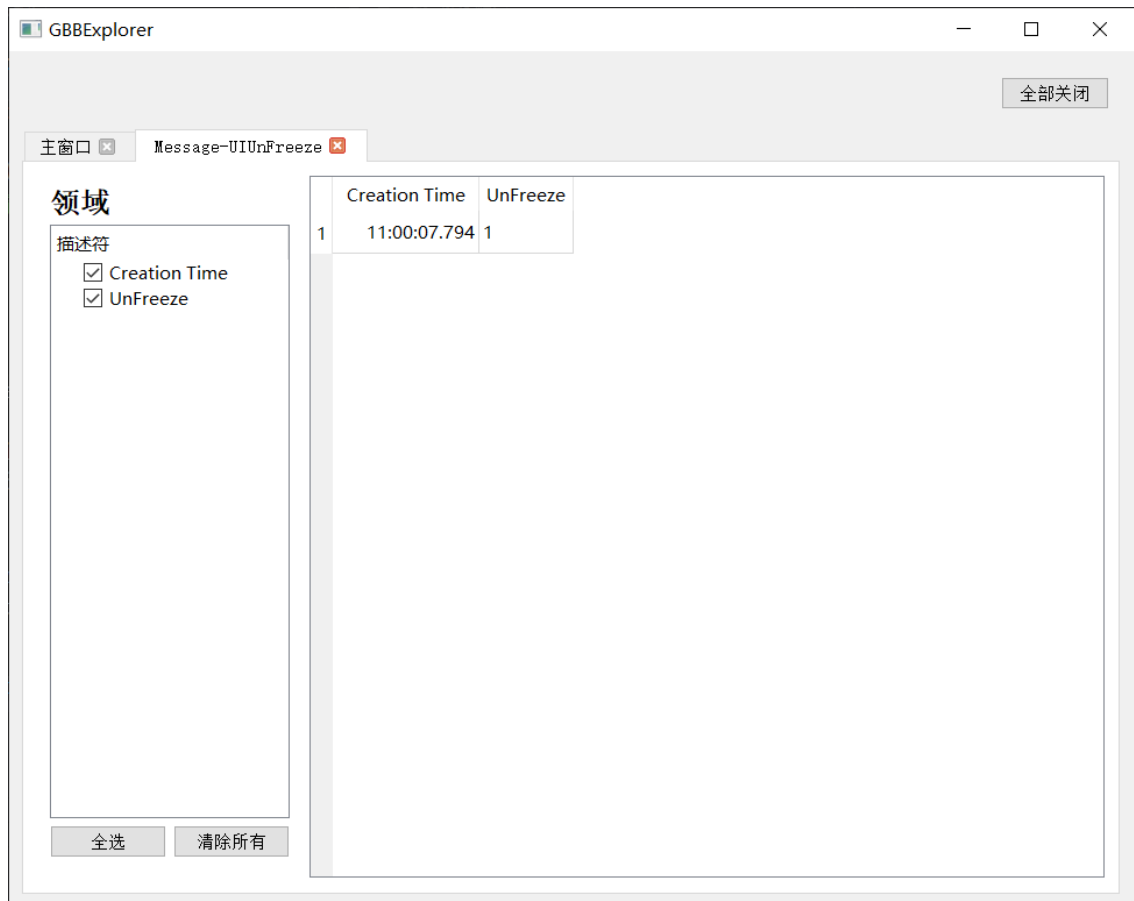 GBBExplorer
全部关闭
主窗口 Message-UIUnFreeze
领域
描述符
Creation Time
UnFreeze
全选 清除所有
Creation Time UnFreeze
1 11:00:07.794 1